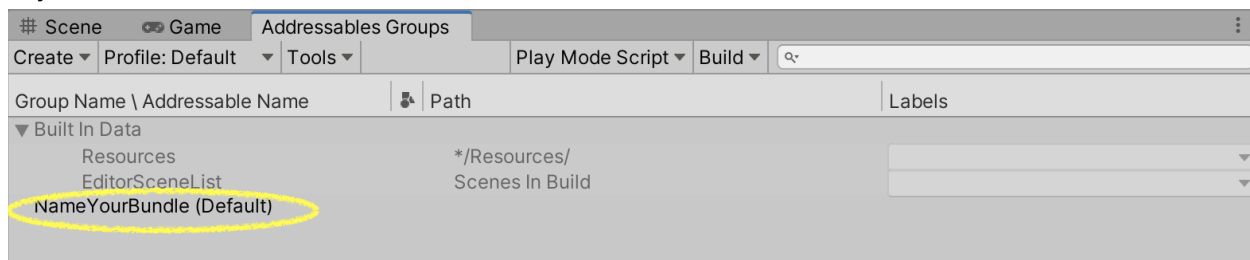 Scene Game Addressables Groups
Create Profile: Default Tools Play Mode Script Build
Group Name \ Addressable Name Path Labels
Built In Data
Resources */Resources/
EditorSceneList Scenes In Build
NameYourBundle (Default)